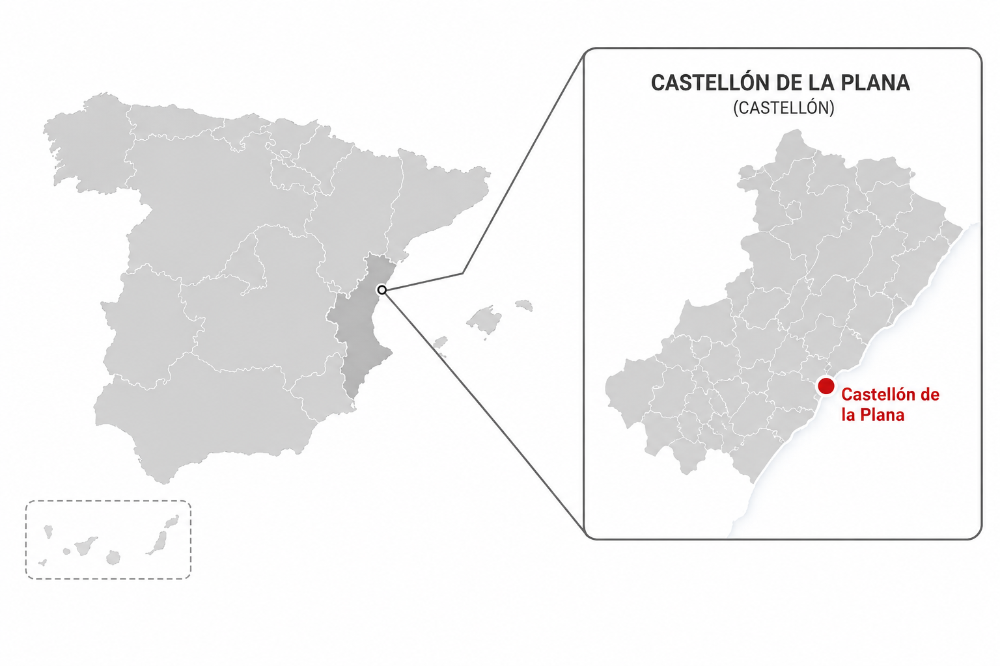 CASTELLÓN DE LA PLANA
(CASTELLÓN)
Castellón de
la Plana